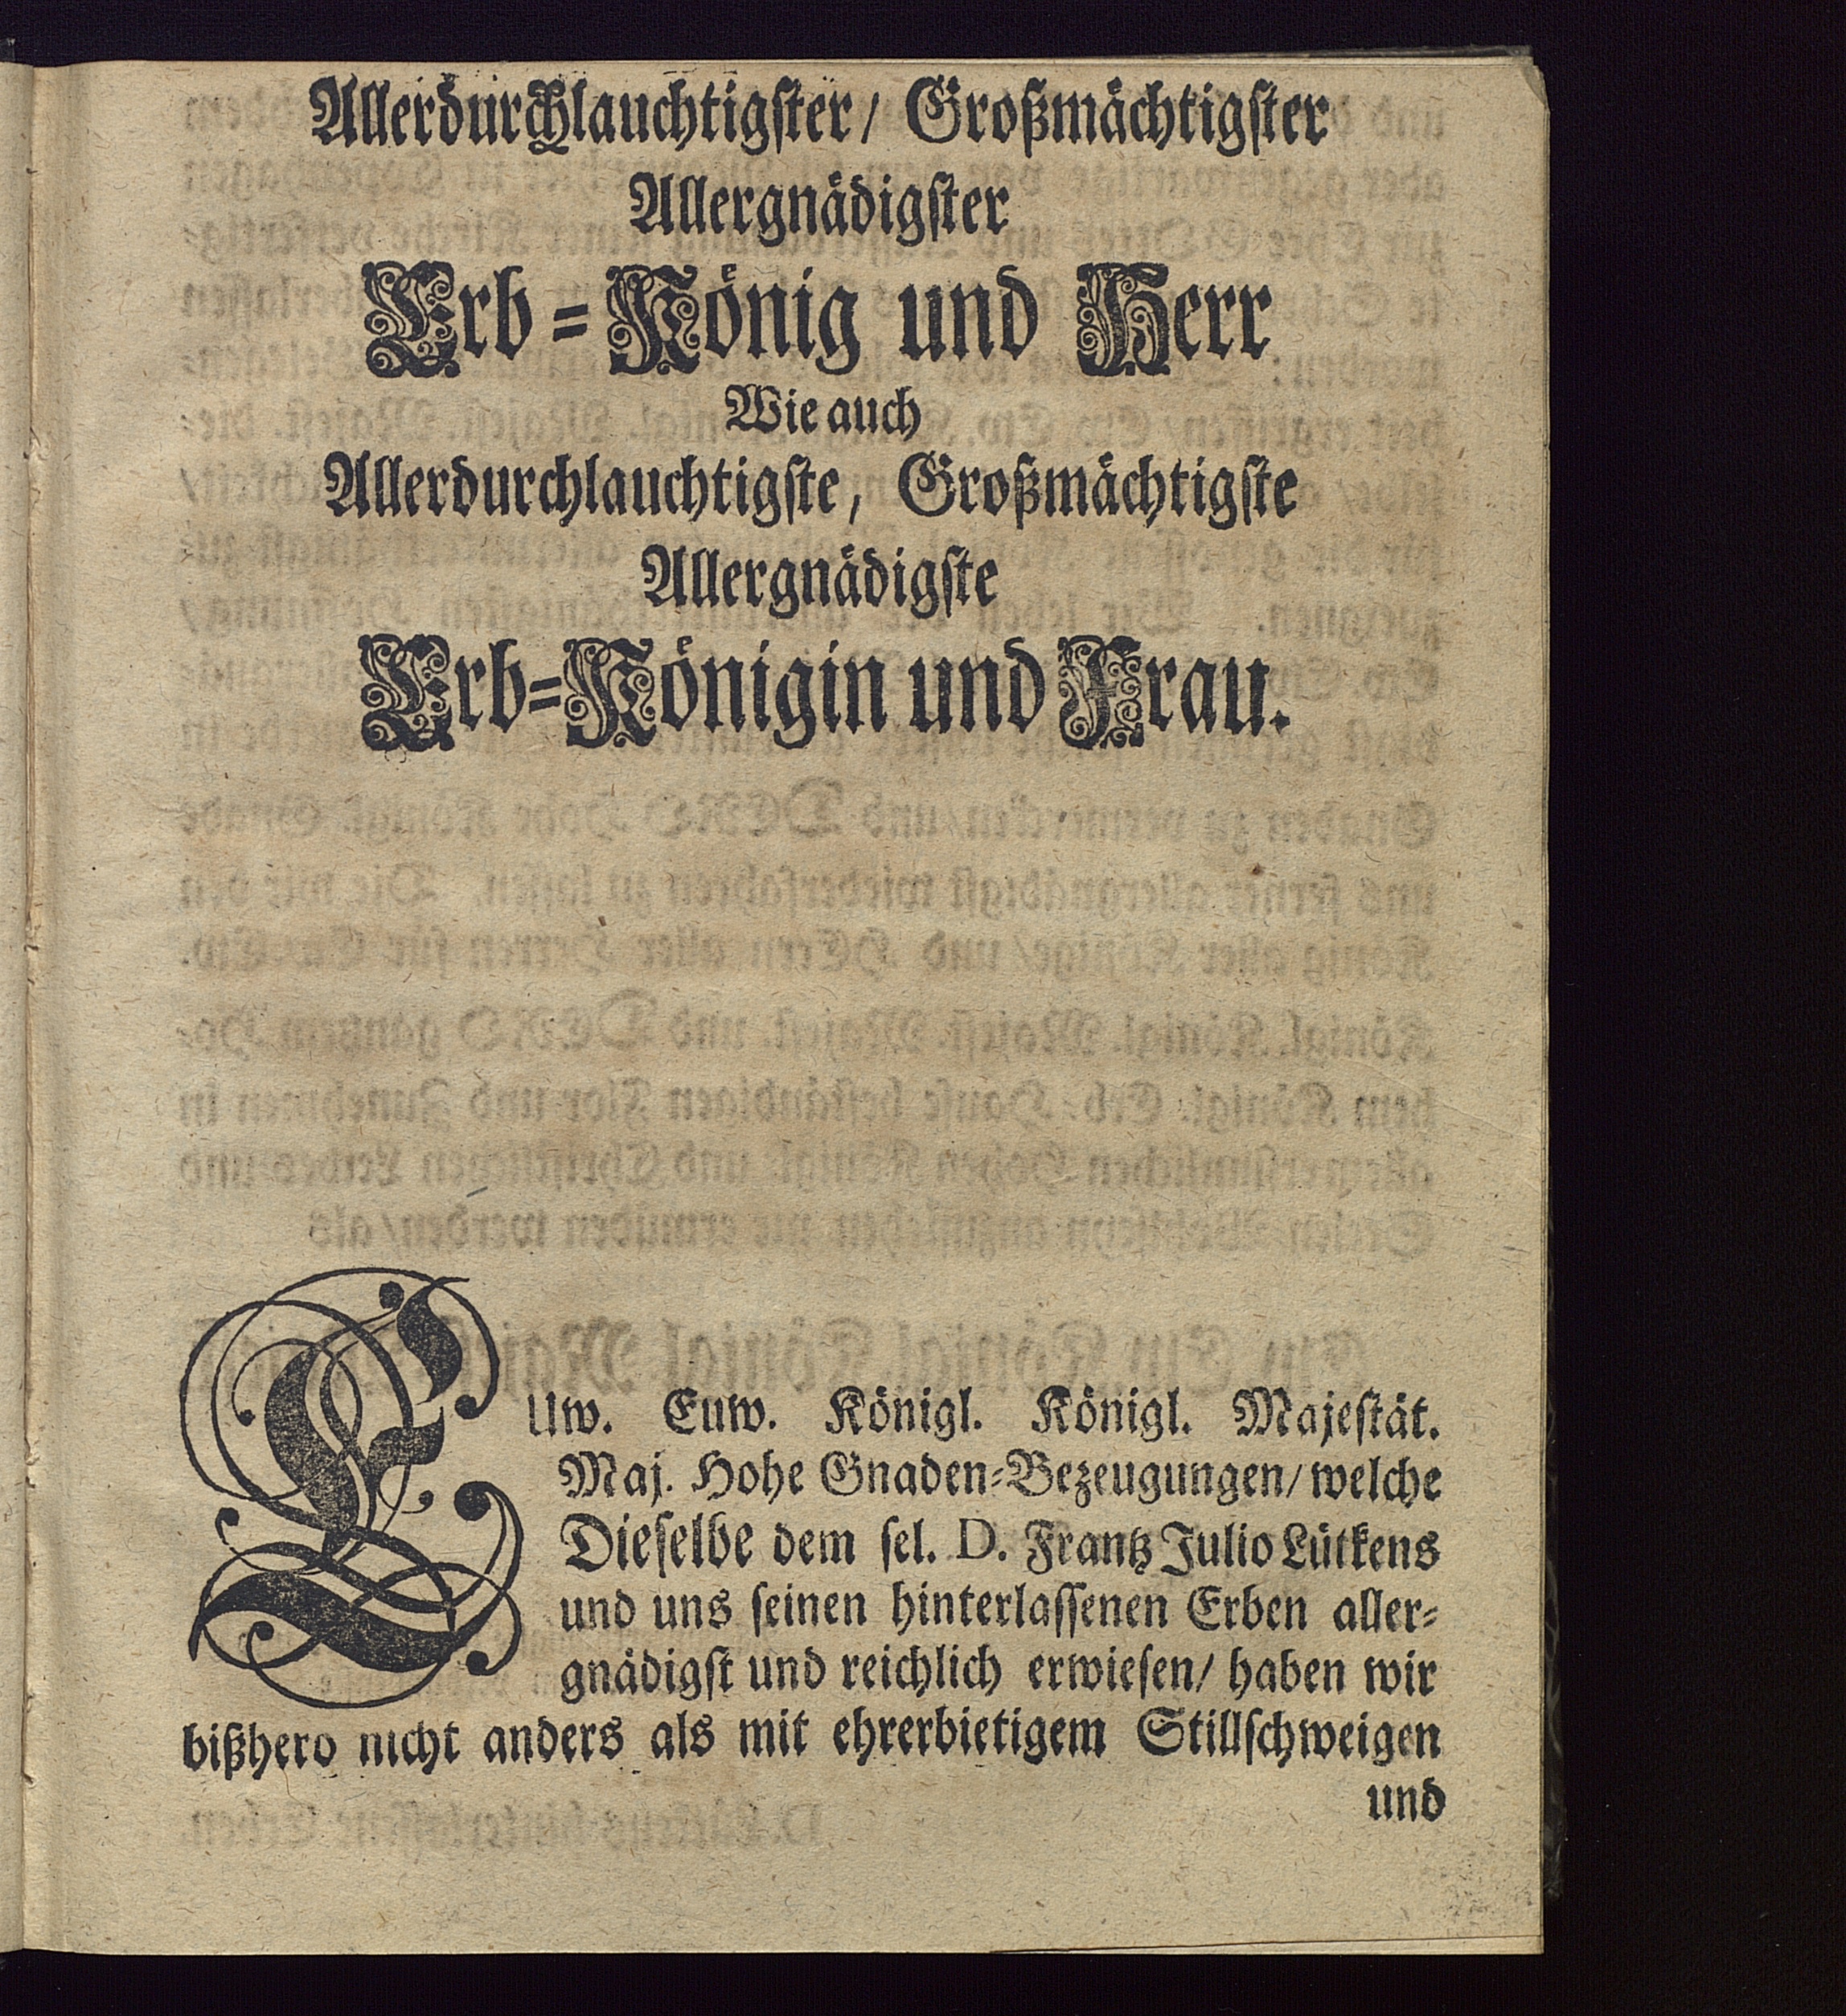 Allerdurchlauchtigster/ Großmächtigster
Allergnädigster
Erb=König und Herr
Wie auch
Allerdurchlauchtigste, Großmächtigste
Allergnädigste
Erb=Königin und Frau.
EUw. Euw. Königl. Königl. Majestät.
Maj. Hohe Gnaden=Bezeugungen/ welche
Dieselbe dem sel. D. Frantz Julio Lütkens
und uns seinen hinterlassenen Erben aller=
gnädigst und reichlich erwiesen/ haben wir
bißhero nicht anders als mit ehrerbietigem Stillschweigen
und